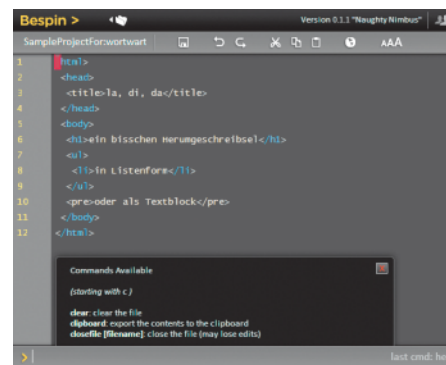 Bespin >
Version 0.1.1 "Naughty Nimbus"
SampleProjectFor:wortwart
AAA
1 html>
2 <head>
3 <title>la, di, da</title>
4 </head>
5 <body>
6 <h1>ein bisschen Herumgeschreibsel</h1>
7 <ul>
8 <li>in Listenform</li>
9 </ul>
10 <pre>oder als Textblock</pre>
11 </body>
12 </html>
Commands Available
(starting with c )
clear: clear the file
clipboard: export the contents to the clipboard
closefile [filename]: close the file (may lose edits)
> last cmd: he